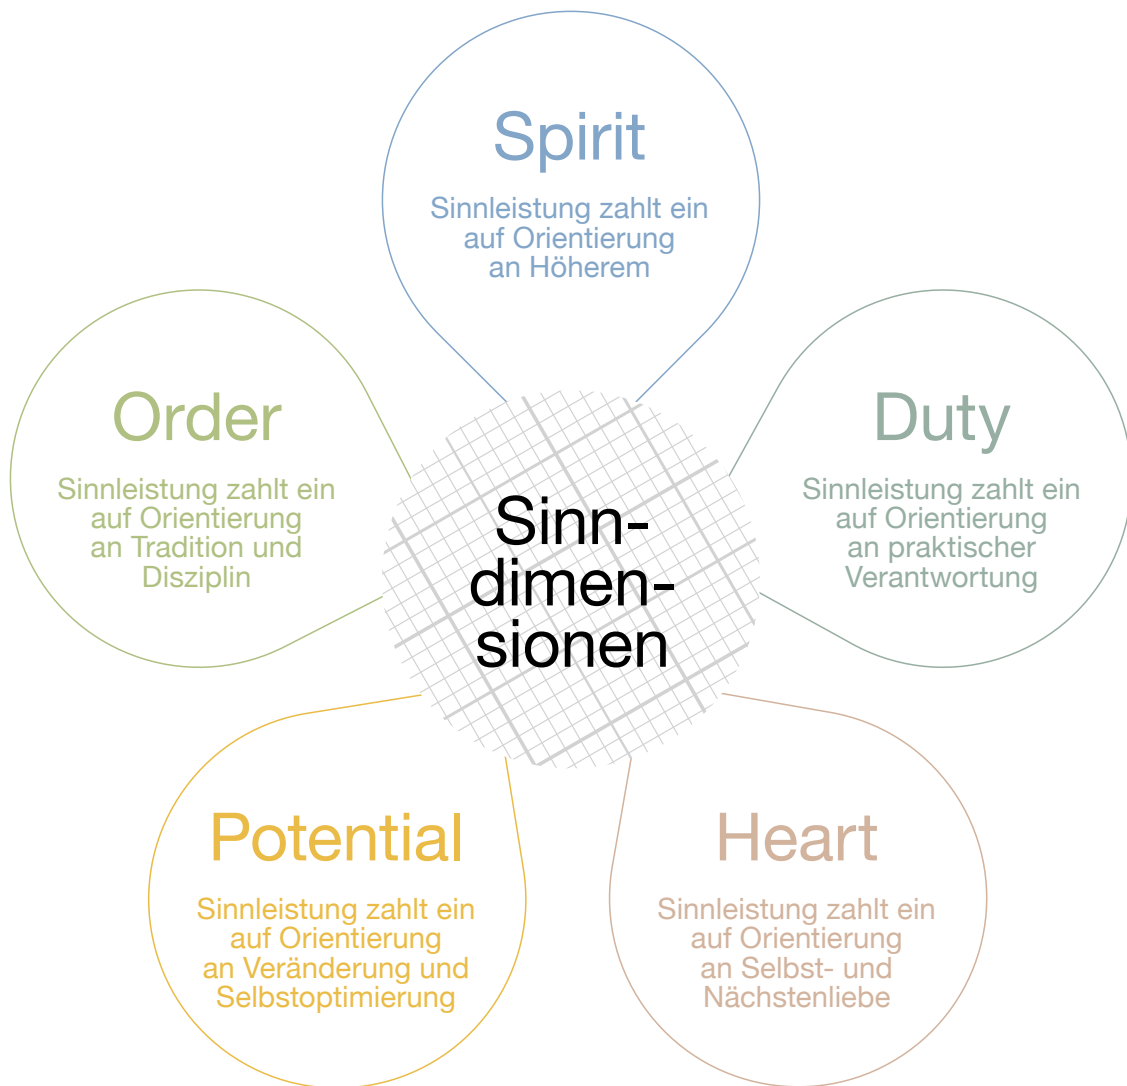 Spirit
Sinnleistung zahlt ein
auf Orientierung
an Höherem
Order
Sinnleistung zahlt ein
auf Orientierung
an Tradition und
Disziplin
Duty
Sinnleistung zahlt ein
auf Orientierung
an praktischer
Verantwortung
Sinn-
dimen-
sionen
Potential
Sinnleistung zahlt ein
auf Orientierung
an Veränderung und
Selbstoptimierung
Heart
Sinnleistung zahlt ein
auf Orientierung
an Selbst- und
Nächstenliebe